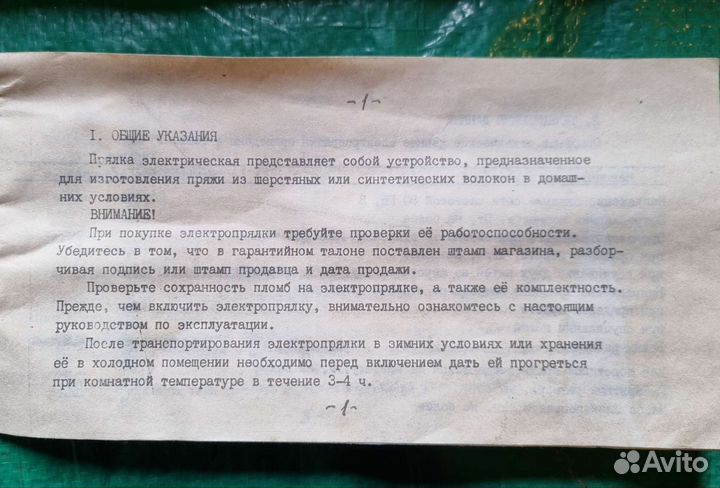 -1-
I. ОБЩИЕ УКАЗАНИЯ
Прялка электрическая представляет собой устройство, предназначенное
для изготовления пряжи из шерстяных или синтетических волокон в домаш-
них условиях.
ВНИМАНИЕ!
При покупке электропрялки требуйте проверки её работоспособности.
Убедитесь в том, что в гарантийном талоне поставлен штамп магазина, разбор-
чивая подпись или штамп продавца и дата продажи.
Проверьте сохранность пломб на электропрялке, а также её комплектность.
Прежде, чем включить электропрялку, внимательно ознакомтесь с настоящим
руководством по эксплуатации.
После транспортирования электропрялки в зимних условиях или хранения
её в холодном помещении необходимо перед включением дать ей прогреться
при комнатной температуре в течение 3-4 ч.
-1-
Avito